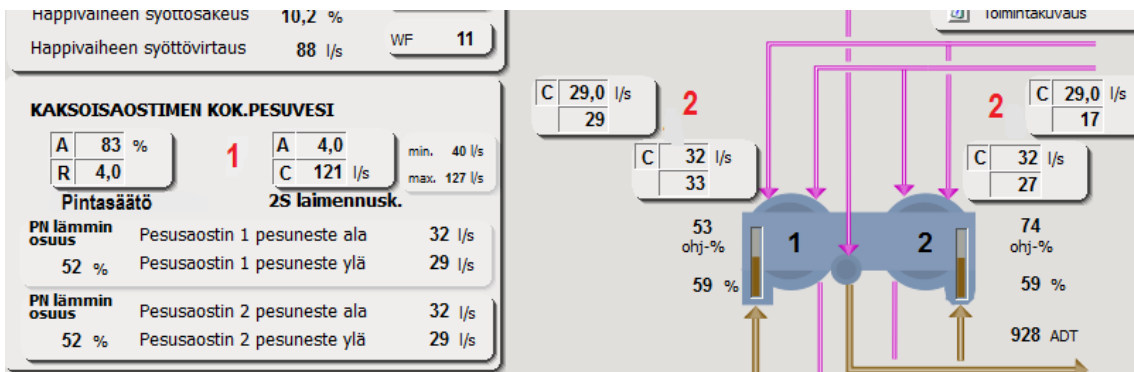 Happivaiheen syöttösakeus 10,2 %
Happivaiheen syöttövirtaus 88 l/s
WF 11
Toimintakuvaus
KAKSOISAOSTIMEN KOK.PESUVESI
A 83 %
R 4,0
Pintasäätö
1
A 4,0
C 121 l/s
2S laimennusk.
min. 40 l/s
max. 127 l/s
PN lämmin
osuus
52 %
Pesusaostin 1 pesuneste ala 32 l/s
Pesusaostin 1 pesuneste ylä 29 l/s
PN lämmin
osuus
52 %
Pesusaostin 2 pesuneste ala 32 l/s
Pesusaostin 2 pesuneste ylä 29 l/s
C 29,0 l/s
29
2
C 32 l/s
33
2
C 29,0 l/s
17
C 32 l/s
27
53
ohj-%
59 %
1
2
74
ohj-%
59 %
928 ADT